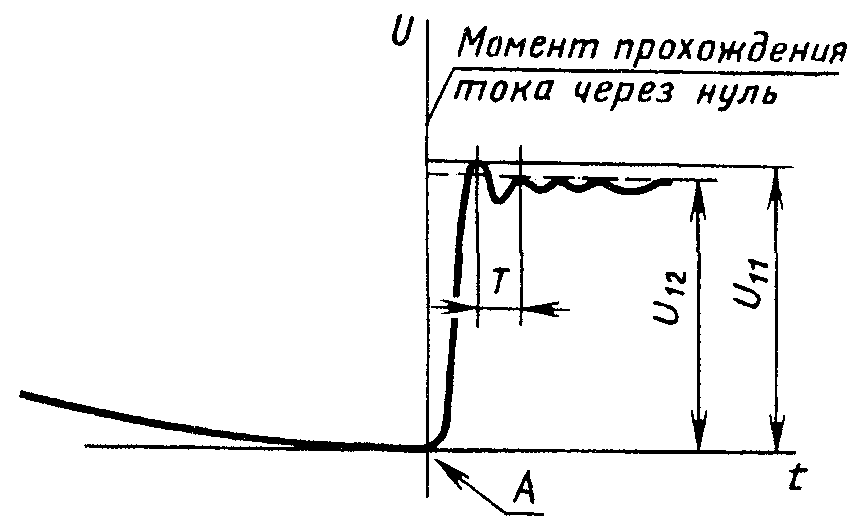 U
Момент прохождения
тока через нуль
T
U12
U11
A
t